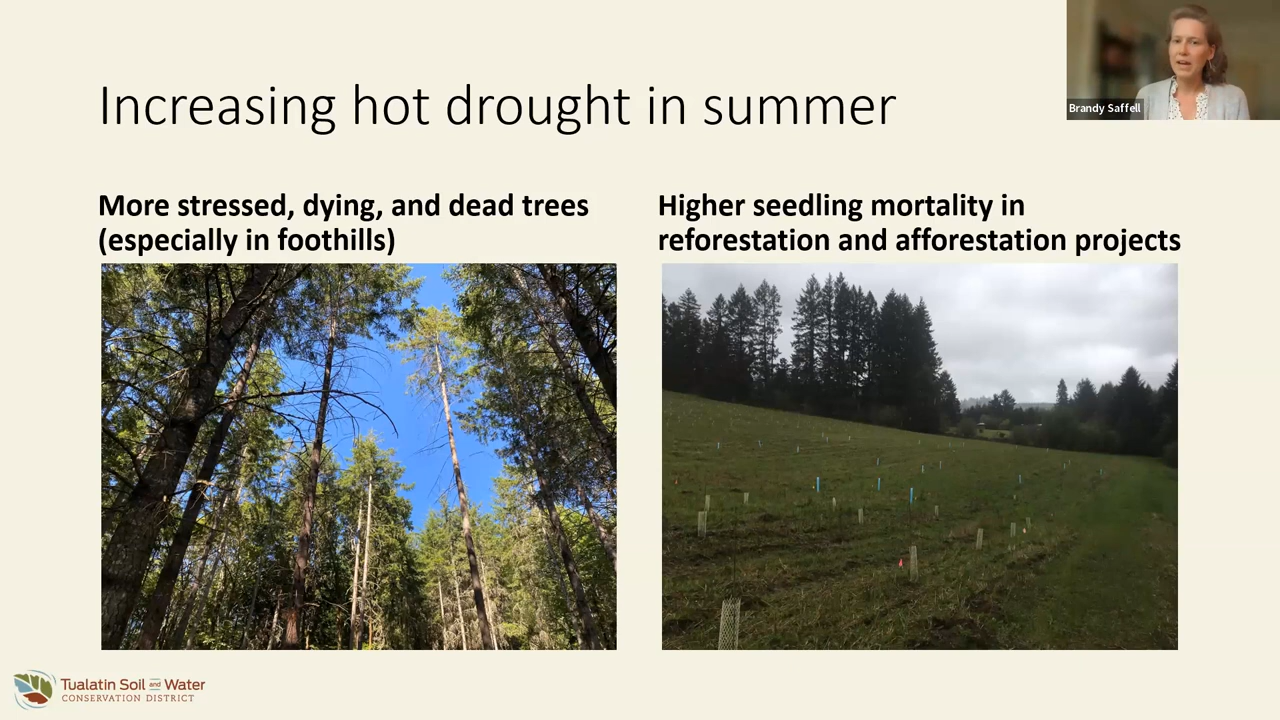 Increasing hot drought in summer
Brandy Saffell
More stressed, dying, and dead trees
(especially in foothills)
Higher seedling mortality in
reforestation and afforestation projects
Tualatin Soil and Water
CONSERVATION DISTRICT